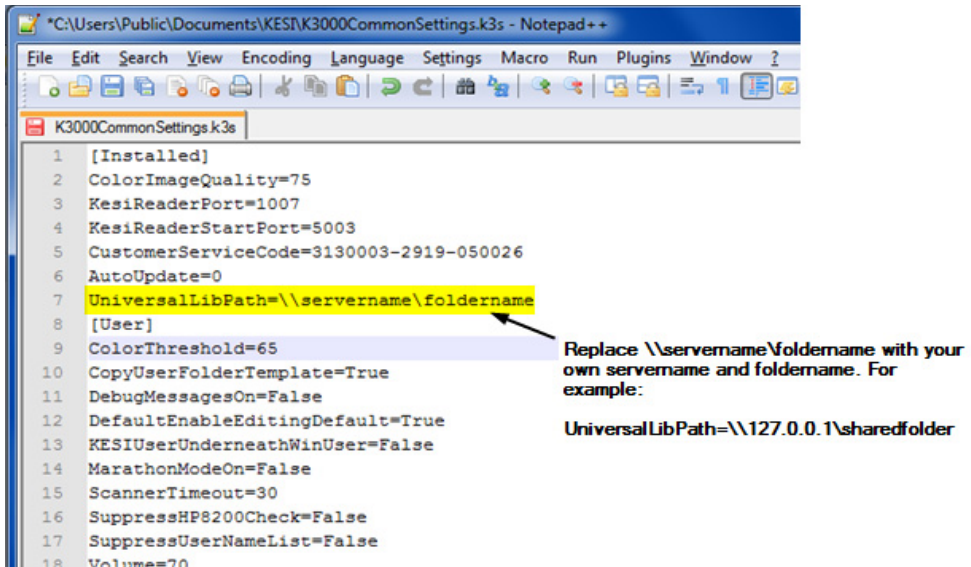 *C:\Users\Public\Documents\KESI\K3000CommonSettings.k3s - Notepad++
File Edit Search View Encoding Language Settings Macro Run Plugins Window ?
K3000CommonSettings.k3s
1 [Installed]
2 ColorImageQuality=75
3 KesiReaderPort=1007
4 KesiReaderStartPort=5003
5 CustomerServiceCode=3130003-2919-050026
6 AutoUpdate=0
7 UniversalLibPath=\\servername\foldername
8 [User]
9 ColorThreshold=65
10 CopyUserFolderTemplate=True
11 DebugMessagesOn=False
12 DefaultEnableEditingDefault=True
13 KESIUserUnderneathWinUser=False
14 MarathonModeOn=False
15 ScannerTimeout=30
16 SuppressHP8200Check=False
17 SuppressUserNameList=False
18 Volume=70
Replace \\servername\foldername with your
own servername and foldername. For
example:
UniversalLibPath=\\127.0.0.1\sharedfolder